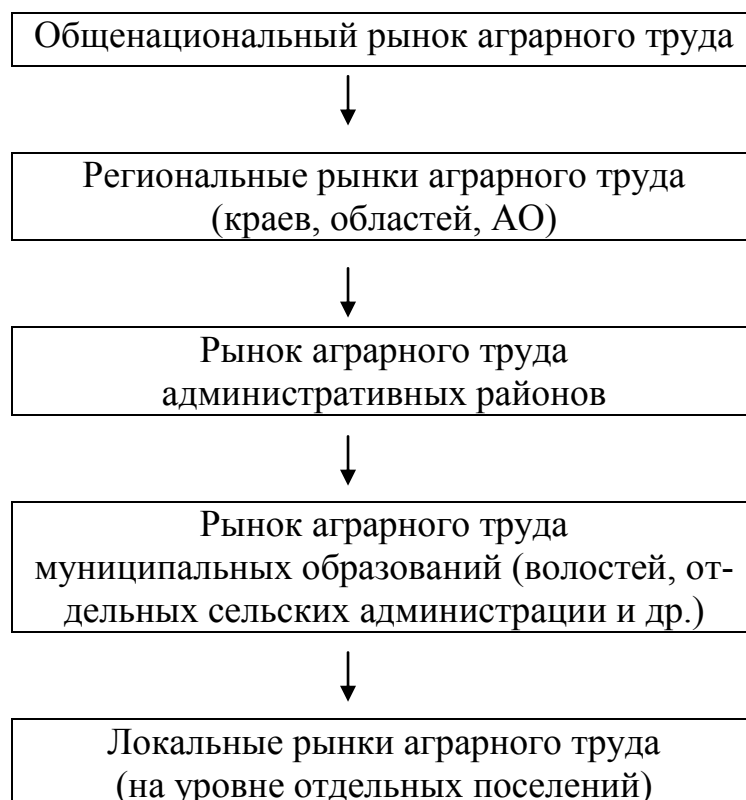 Общенациональный рынок аграрного труда
Региональные рынки аграрного труда
(краев, областей, АО)
Рынок аграрного труда
административных районов
Рынок аграрного труда
муниципальных образований (волостей, от-
дельных сельских администрации и др.)
Локальные рынки аграрного труда
(на уровне отдельных поселений)